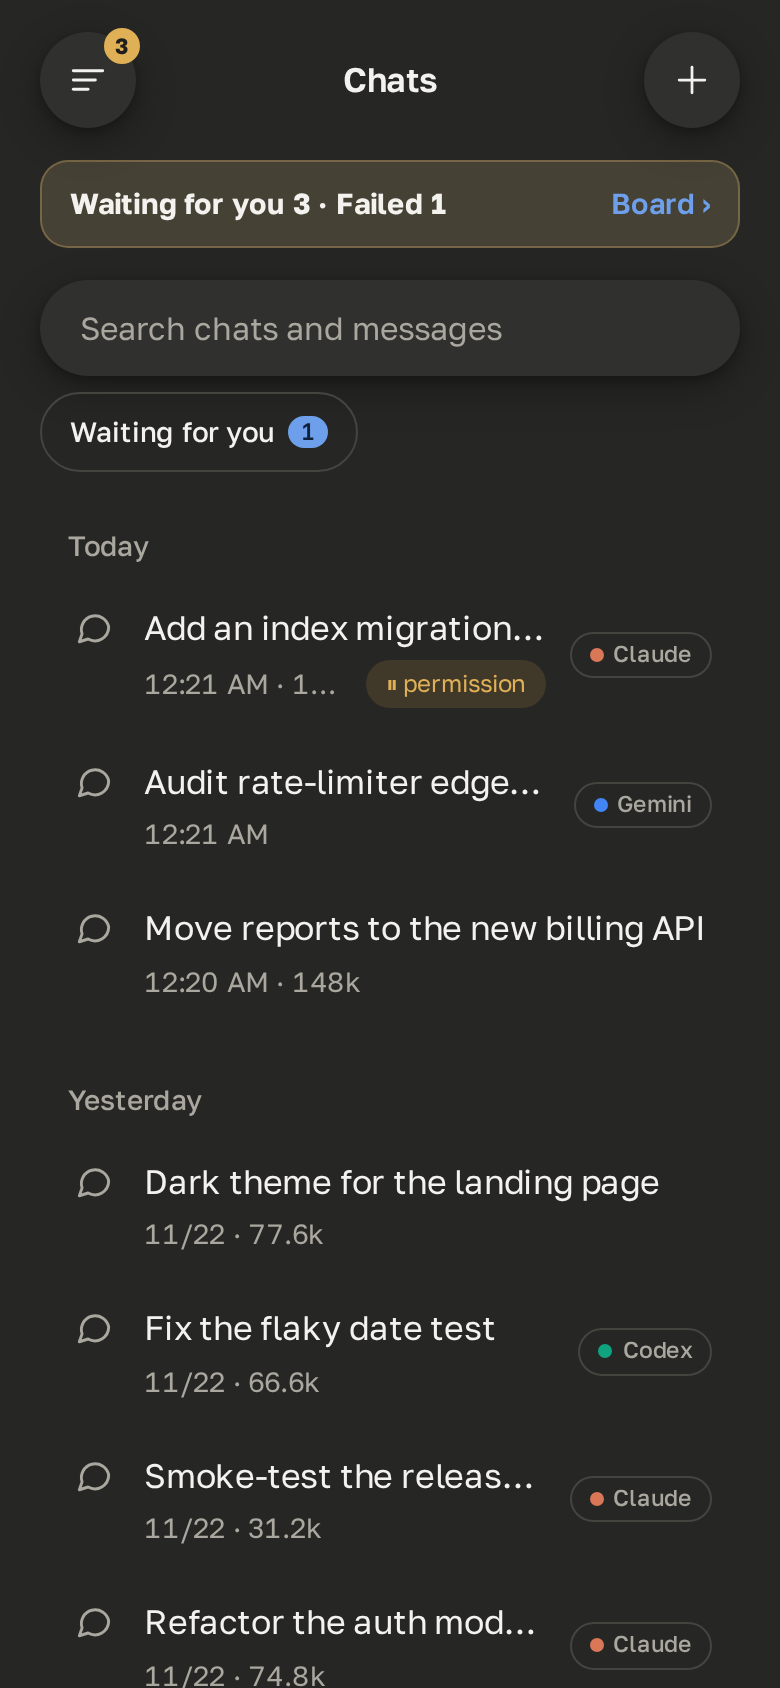 3
Chats
Waiting for you 3 · Failed 1
Board ›
Search chats and messages
Waiting for you 1
Today
Add an index migration...
Claude
12:21 AM · 1...
permission
Audit rate-limiter edge...
Gemini
12:21 AM
Move reports to the new billing API
12:20 AM · 148k
Yesterday
Dark theme for the landing page
11/22 · 77.6k
Fix the flaky date test
Codex
11/22 · 66.6k
Smoke-test the releas...
Claude
11/22 · 31.2k
Refactor the auth mod...
Claude
11/22 · 74.8k